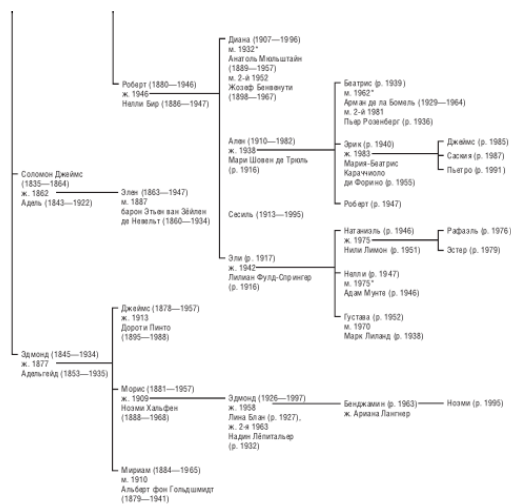 Диана (1907—1996)
м. 1932*
Анатоль Мюльштайн
(1889—1957)
м. 2-й 1952
Жозеф Бенвенути
(1898—1967)
Роберт (1880—1946)
ж. 1946
Нелли Бир (1886—1947)
Беатрис (р. 1939)
м. 1962*
Арман де ла Бомель (1929—1964)
м. 2-й 1981
Пьер Розенберг (р. 1936)
Ален (1910—1982)
ж. 1938
Мари Шовен де Трюль
(р. 1916)
Эрик (р. 1940)
ж. 1983
Мария-Беатрис
Караччиоло
ди Форино (р. 1955)
Джеймс (р. 1985)
Саския (р. 1987)
Пьетро (р. 1991)
Роберт (р. 1947)
Соломон Джеймс
(1835—1864)
ж. 1862
Адель (1843—1922)
Элен (1863—1947)
м. 1887
барон Этьен ван Зёйлен
де Невельт (1860—1934)
Сесиль (1913—1995)
Эли (р. 1917)
ж. 1942
Лилиан Фулд-Спрингер
(р. 1916)
Натаниэль (р. 1946)
ж. 1975
Нили Лимон (р. 1951)
Рафаэль (р. 1976)
Эстер (р. 1979)
Нелли (р. 1947)
м. 1975*
Адам Мунте (р. 1946)
Густава (р. 1952)
м. 1970
Марк Лиланд (р. 1938)
Эдмонд (1845—1934)
ж. 1877
Адельгейд (1853—1935)
Джеймс (1878—1957)
ж. 1913
Дороти Пинто
(1895—1988)
Морис (1881—1957)
ж. 1909
Ноэми Хальфен
(1888—1968)
Эдмонд (1926—1997)
ж. 1958
Лина Блан (р. 1927),
ж. 2-я 1963
Надин Лёпитальер
(р. 1932)
Бенджамин (р. 1963)
ж. Ариана Лангнер
Ноэми (р. 1995)
Мириам (1884—1965)
м. 1910
Альберт фон Гольдшмидт
(1879—1941)